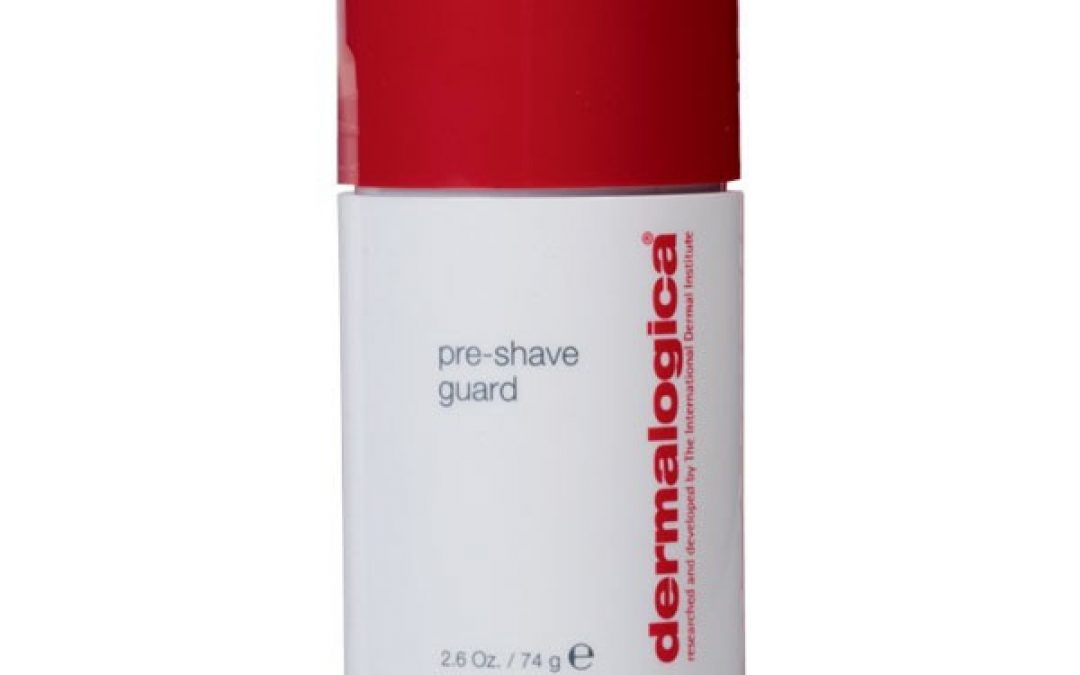 pre-shave
guard
2.6 Oz. / 74 g ℮
dermalogica®
researched and developed by The International Dermal Institute